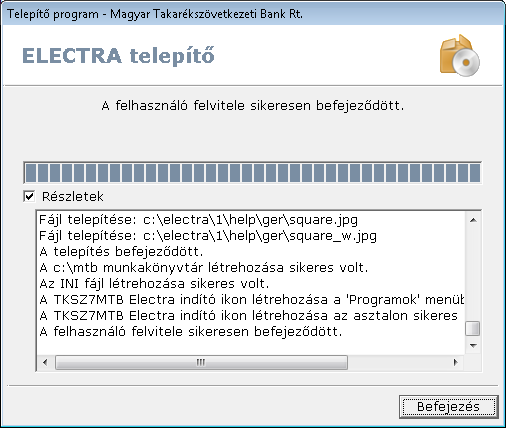 Telepítő program - Magyar Takarékszövetkezeti Bank Rt.
ELECTRA telepítő
A felhasználó felvitele sikeresen befejeződött.
Részletek
Fájl telepítése: c:\electra\1\help\ger\square.jpg
Fájl telepítése: c:\electra\1\help\ger\square_w.jpg
A telepítés befejeződött.
A c:\mtb munkakönyvtár létrehozása sikeres volt.
Az INI fájl létrehozása sikeres volt.
A TKSZ7MTB Electra indító ikon létrehozása a 'Programok' menüb
A TKSZ7MTB Electra indító ikon létrehozása az asztalon sikeres
A felhasználó felvitele sikeresen befejeződött.
Befejezés